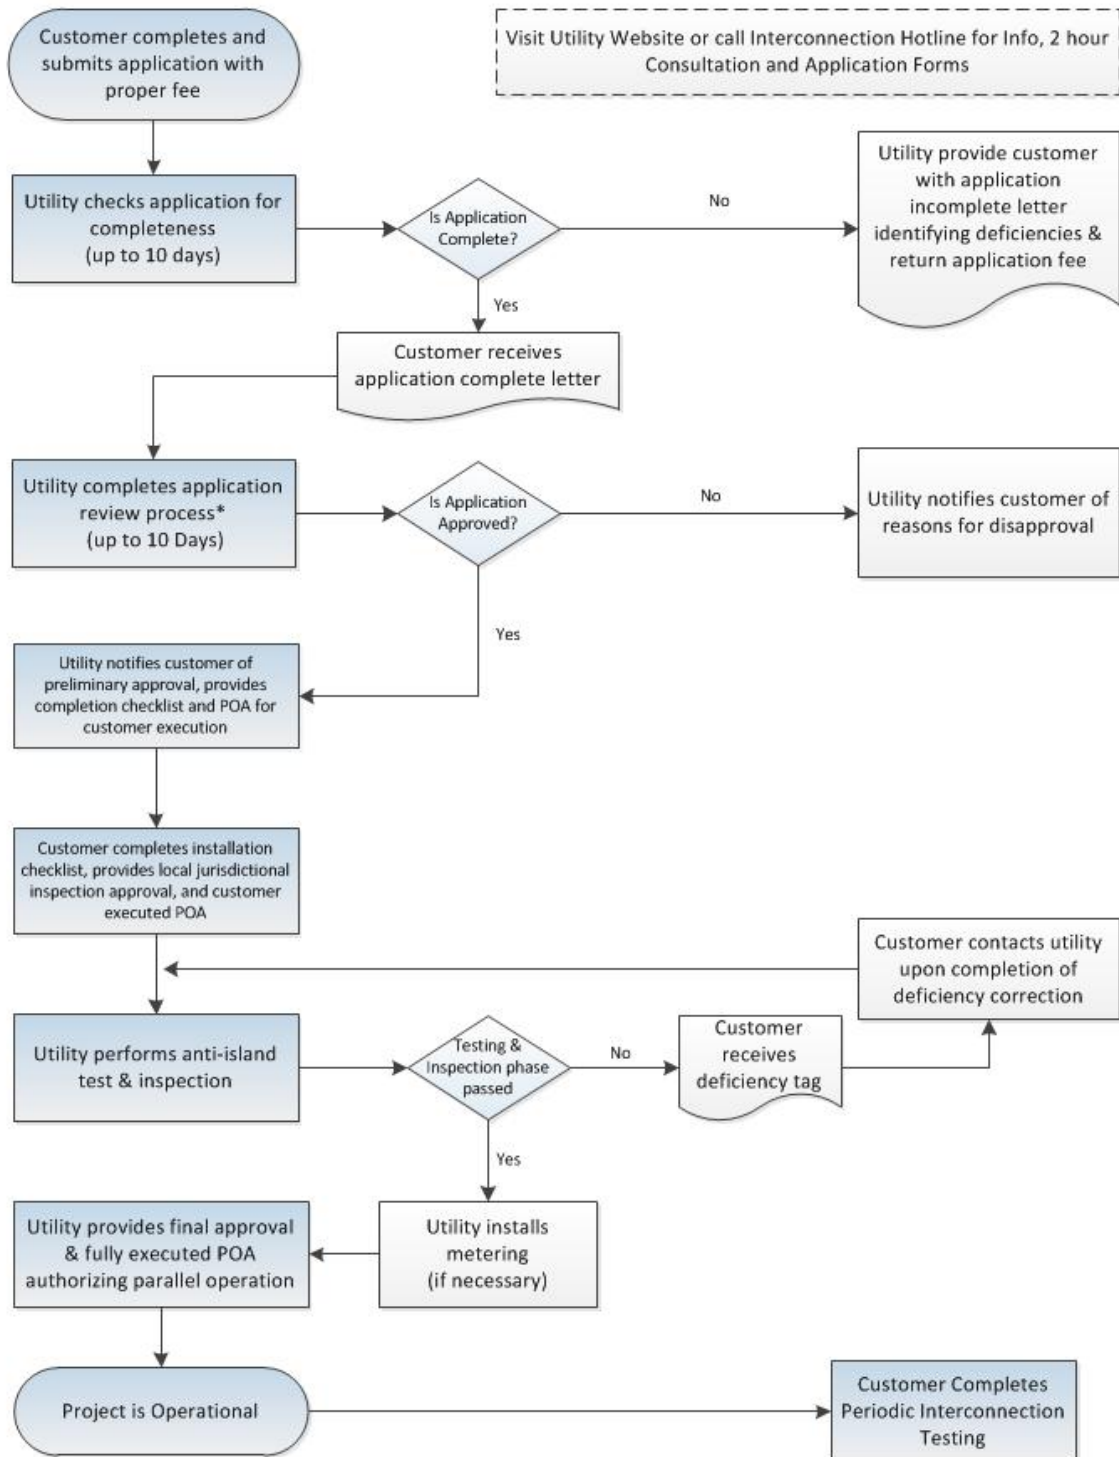 Customer completes and
submits application with
proper fee
Visit Utility Website or call Interconnection Hotline for Info, 2 hour
Consultation and Application Forms
Utility checks application for
completeness
(up to 10 days)
Is Application
Complete?
No
Utility provide customer
with application
incomplete letter
identifying deficiencies &
return application fee
Yes
Customer receives
application complete letter
Utility completes application
review process*
(up to 10 Days)
Is Application
Approved?
No
Utility notifies customer of
reasons for disapproval
Yes
Utility notifies customer of
preliminary approval, provides
completion checklist and POA for
customer execution
Customer completes installation
checklist, provides local jurisdictional
inspection approval, and customer
executed POA
Customer contacts utility
upon completion of
deficiency correction
Utility performs anti-island
test & inspection
Testing &
Inspection phase
passed
No
Customer
receives
deficiency tag
Yes
Utility installs
metering
(if necessary)
Utility provides final approval
& fully executed POA
authorizing parallel operation
Project is Operational
Customer Completes
Periodic Interconnection
Testing